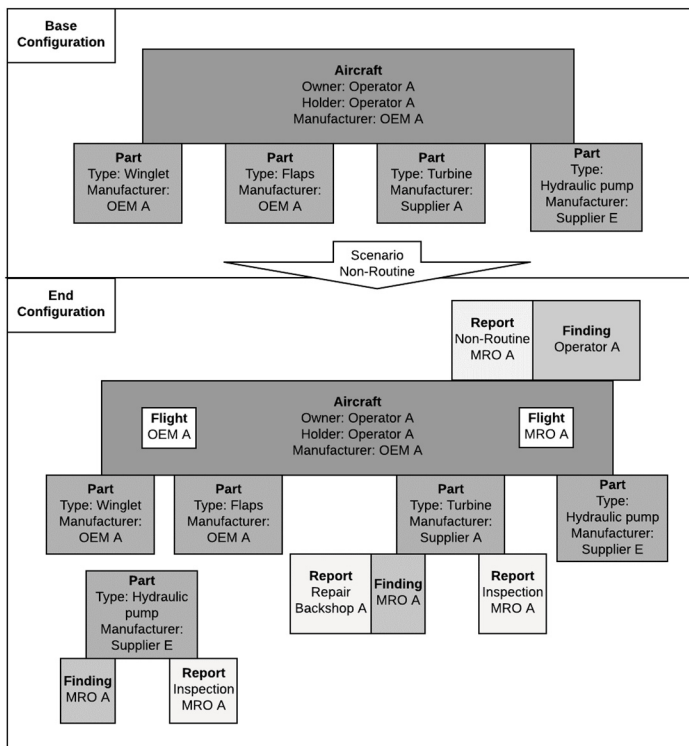 Base
Configuration
Aircraft
Owner: Operator A
Holder: Operator A
Manufacturer: OEM A
Part
Type: Winglet
Manufacturer:
OEM A
Part
Type: Flaps
Manufacturer:
OEM A
Part
Type: Turbine
Manufacturer:
Supplier A
Part
Type:
Hydraulic pump
Manufacturer:
Supplier E
Scenario
Non-Routine
End
Configuration
Report
Non-Routine
MRO A
Finding
Operator A
Aircraft
Owner: Operator A
Holder: Operator A
Manufacturer: OEM A
Flight
OEM A
Flight
MRO A
Part
Type: Winglet
Manufacturer:
OEM A
Part
Type: Flaps
Manufacturer:
OEM A
Part
Type: Turbine
Manufacturer:
Supplier A
Part
Type:
Hydraulic pump
Manufacturer:
Supplier E
Report
Repair
Backshop A
Finding
MRO A
Report
Inspection
MRO A
Part
Type: Hydraulic
pump
Manufacturer:
Supplier E
Finding
MRO A
Report
Inspection
MRO A